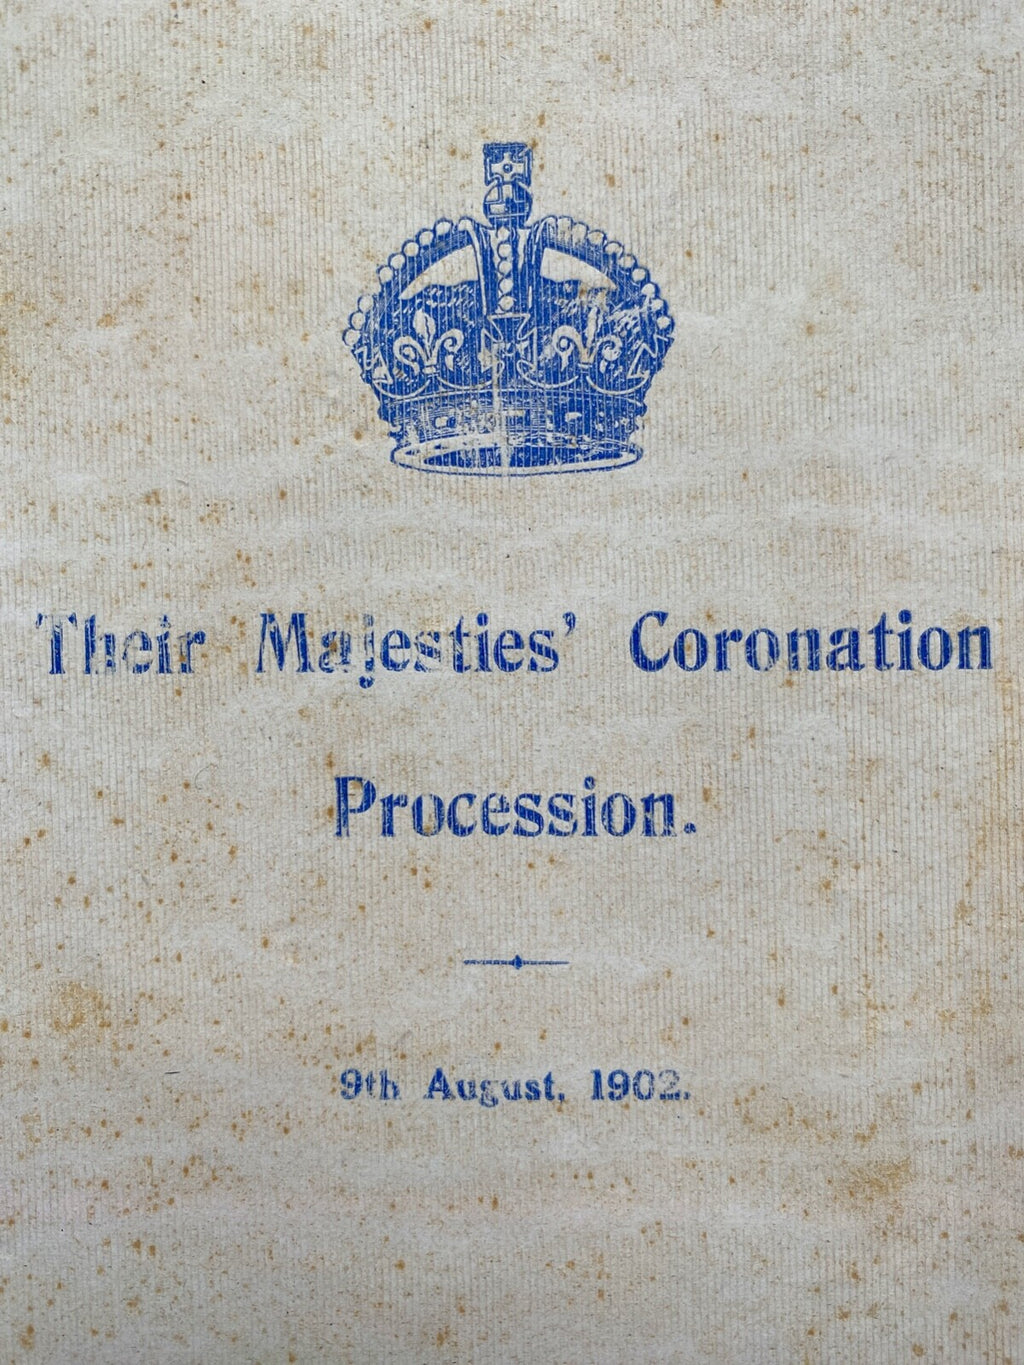 Their Majesties' Coronation
Procession.
9th August, 1902.